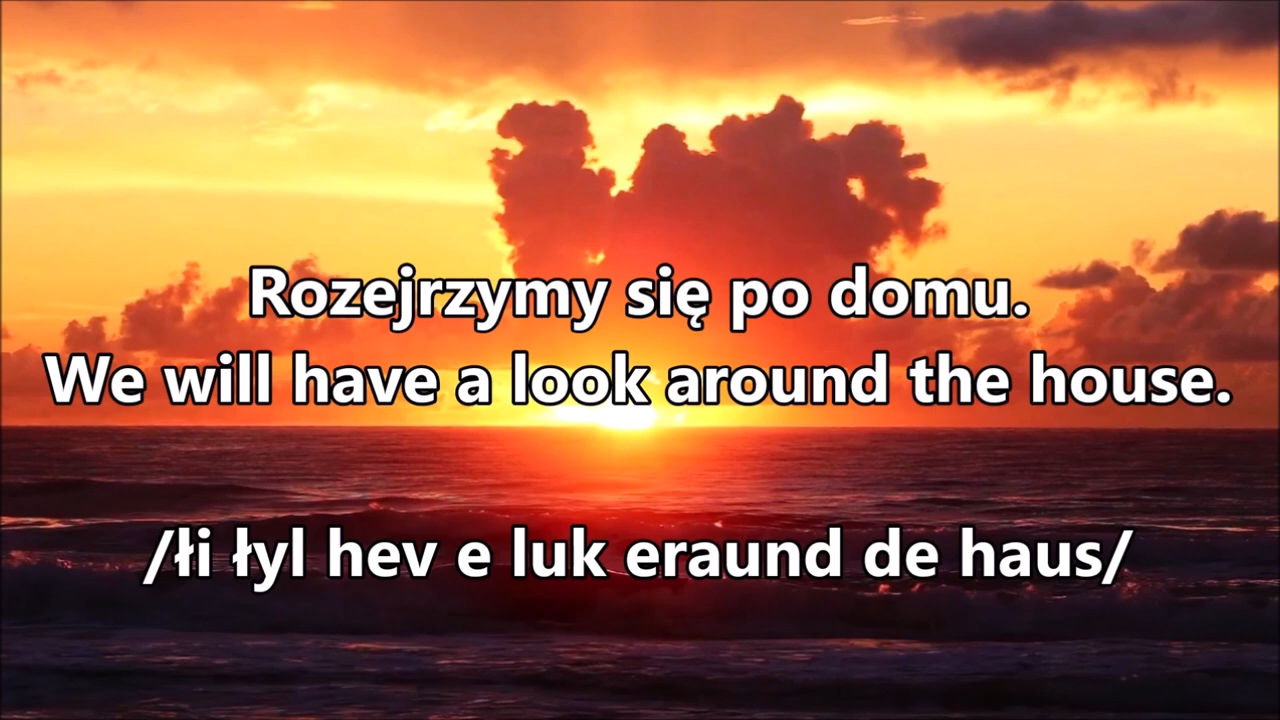 Rozejrzymy się po domu.
We will have a look around the house.
/łi łyl hev e luk eraund de haus/